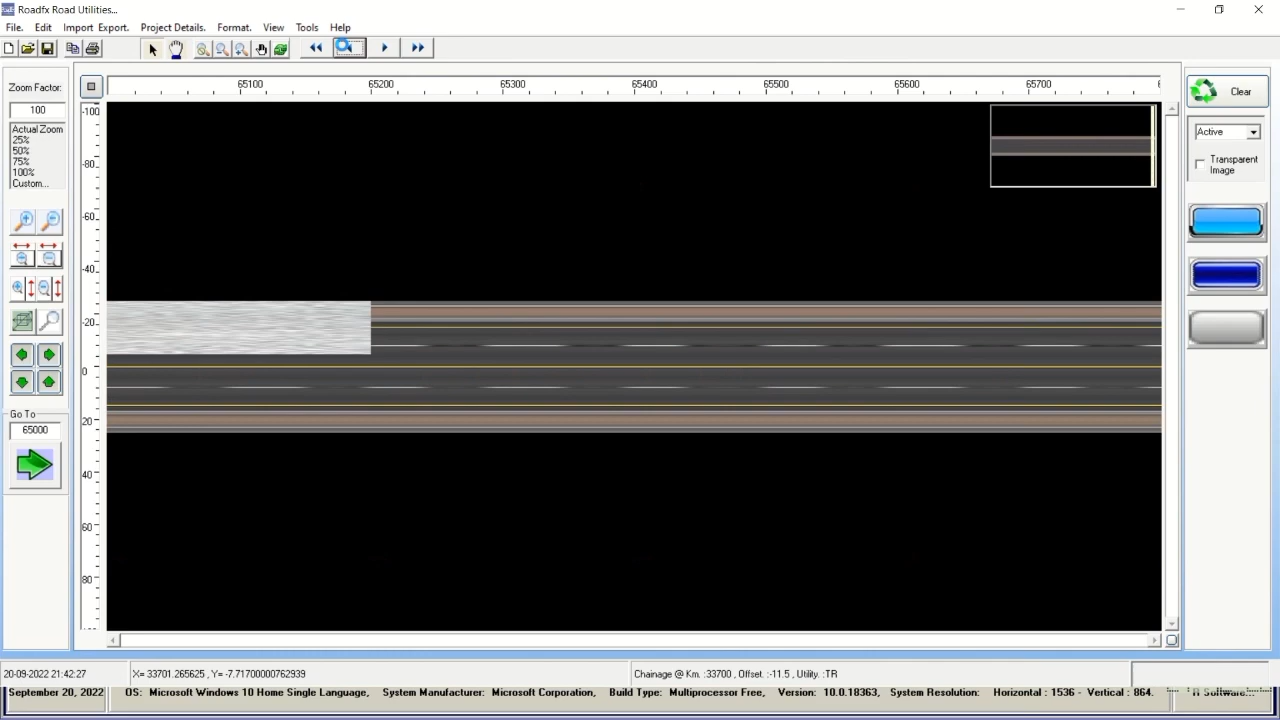 Roadfx Road Utilities...
File. Edit Import Export. Project Details. Format. View Tools Help
65100 65200 65300 65400 65500 65600 65700
Zoom Factor:
100
Actual Zoom
25%
50%
75%
100%
Custom...
Go To
65000
-100
-80
-60
-40
-20
0
20
40
60
80
Clear
Active
Transparent
Image
20-09-2022 21:42:27 X= 33701.265625 , Y= -7.71700000762939 Chainage @ Km. :33700 , Offset. :-11.5 , Utility. :TR
September 20, 2022 OS: Microsoft Windows 10 Home Single Language, System Manufacturer: Microsoft Corporation, Build Type: Multiprocessor Free, Version: 10.0.18363, System Resolution: Horizontal : 1536 - Vertical : 864.